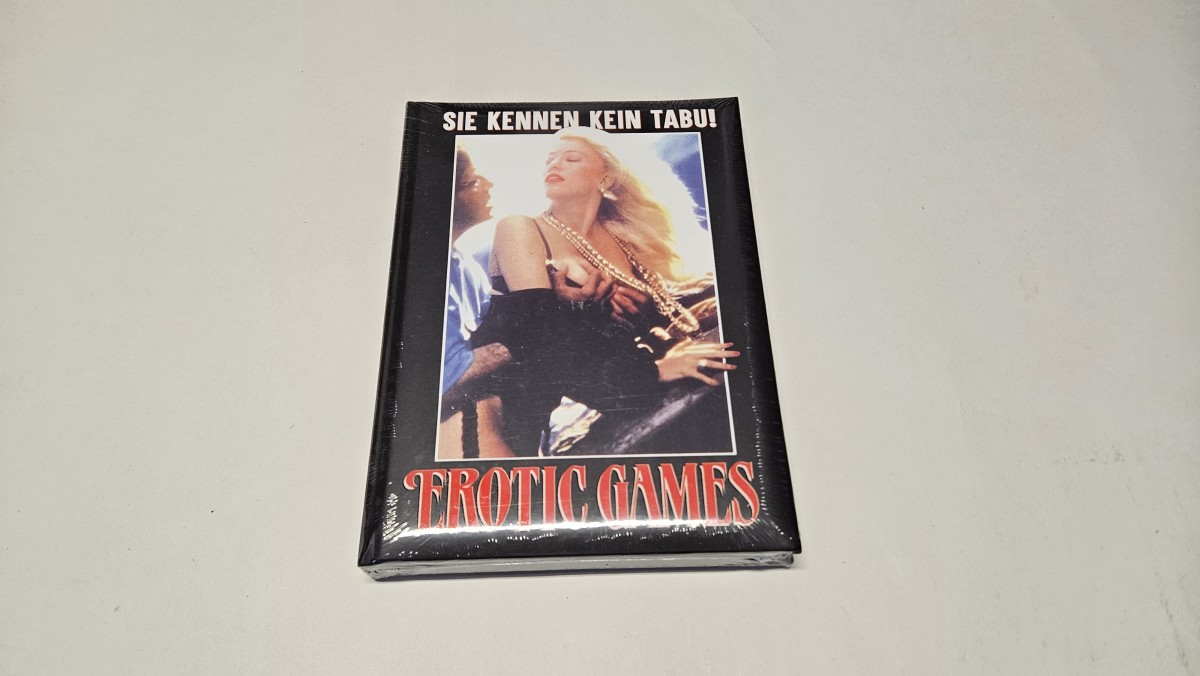 SIE KENNEN KEIN TABU!
EROTIC GAMES